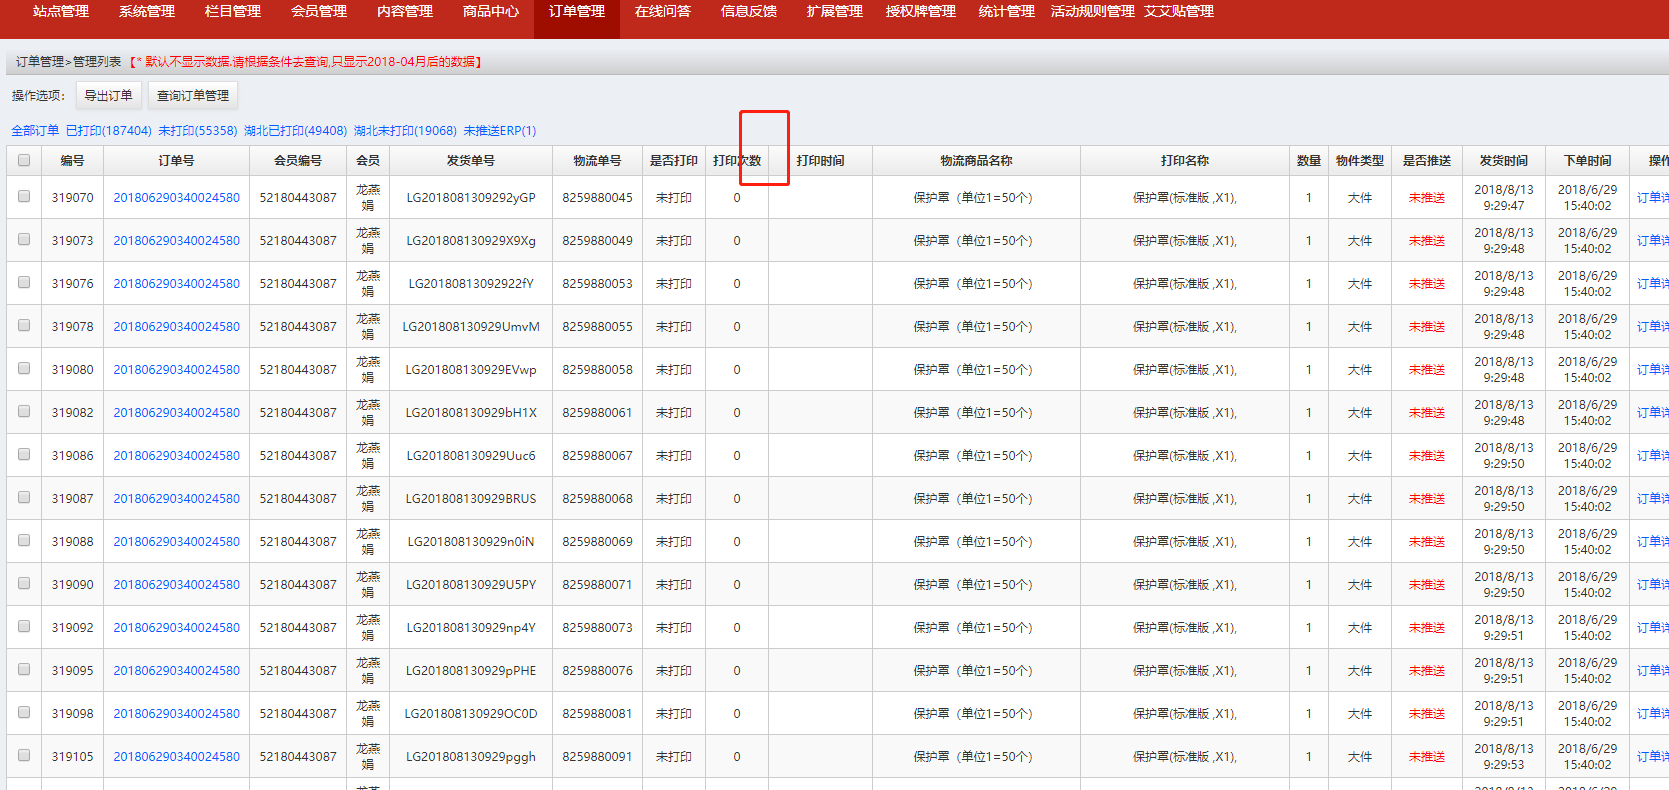 站点管理 系统管理 栏目管理 会员管理 内容管理 商品中心 订单管理 在线问答 信息反馈 扩展管理 授权牌管理 统计管理 活动规则管理 艾艾贴管理
订单管理>管理列表 【* 默认不显示数据,请根据条件去查询,只显示2018-04月后的数据】
操作选项: 导出订单 查询订单管理
全部订单 已打印(187404) 未打印(55358) 湖北已打印(49408) 湖北未打印(19068) 未推送ERP(1)
编号 订单号 会员编号 会员 发货单号 物流单号 是否打印 打印次数 打印时间 物流商品名称 打印名称 数量 物件类型 是否推送 发货时间 下单时间 操作
319070 201806290340024580 52180443087 龙燕娟 LG2018081309292yGP 8259880045 未打印 0 保护罩（单位1=50个） 保护罩(标准版 ,X1), 1 大件 未推送 2018/8/13 9:29:47 2018/6/29 15:40:02 订单详
319073 201806290340024580 52180443087 龙燕娟 LG201808130929X9Xg 8259880049 未打印 0 保护罩（单位1=50个） 保护罩(标准版 ,X1), 1 大件 未推送 2018/8/13 9:29:48 2018/6/29 15:40:02 订单详
319076 201806290340024580 52180443087 龙燕娟 LG20180813092922fY 8259880053 未打印 0 保护罩（单位1=50个） 保护罩(标准版 ,X1), 1 大件 未推送 2018/8/13 9:29:48 2018/6/29 15:40:02 订单详
319078 201806290340024580 52180443087 龙燕娟 LG201808130929UmvM 8259880055 未打印 0 保护罩（单位1=50个） 保护罩(标准版 ,X1), 1 大件 未推送 2018/8/13 9:29:48 2018/6/29 15:40:02 订单详
319080 201806290340024580 52180443087 龙燕娟 LG201808130929EVwp 8259880058 未打印 0 保护罩（单位1=50个） 保护罩(标准版 ,X1), 1 大件 未推送 2018/8/13 9:29:48 2018/6/29 15:40:02 订单详
319082 201806290340024580 52180443087 龙燕娟 LG201808130929bH1X 8259880061 未打印 0 保护罩（单位1=50个） 保护罩(标准版 ,X1), 1 大件 未推送 2018/8/13 9:29:48 2018/6/29 15:40:02 订单详
319086 201806290340024580 52180443087 龙燕娟 LG201808130929Uuc6 8259880067 未打印 0 保护罩（单位1=50个） 保护罩(标准版 ,X1), 1 大件 未推送 2018/8/13 9:29:50 2018/6/29 15:40:02 订单详
319087 201806290340024580 52180443087 龙燕娟 LG201808130929BRUS 8259880068 未打印 0 保护罩（单位1=50个） 保护罩(标准版 ,X1), 1 大件 未推送 2018/8/13 9:29:50 2018/6/29 15:40:02 订单详
319088 201806290340024580 52180443087 龙燕娟 LG201808130929n0iN 8259880069 未打印 0 保护罩（单位1=50个） 保护罩(标准版 ,X1), 1 大件 未推送 2018/8/13 9:29:50 2018/6/29 15:40:02 订单详
319090 201806290340024580 52180443087 龙燕娟 LG201808130929U5PY 8259880071 未打印 0 保护罩（单位1=50个） 保护罩(标准版 ,X1), 1 大件 未推送 2018/8/13 9:29:50 2018/6/29 15:40:02 订单详
319092 201806290340024580 52180443087 龙燕娟 LG201808130929np4Y 8259880073 未打印 0 保护罩（单位1=50个） 保护罩(标准版 ,X1), 1 大件 未推送 2018/8/13 9:29:51 2018/6/29 15:40:02 订单详
319095 201806290340024580 52180443087 龙燕娟 LG201808130929pPHE 8259880076 未打印 0 保护罩（单位1=50个） 保护罩(标准版 ,X1), 1 大件 未推送 2018/8/13 9:29:51 2018/6/29 15:40:02 订单详
319098 201806290340024580 52180443087 龙燕娟 LG201808130929OC0D 8259880081 未打印 0 保护罩（单位1=50个） 保护罩(标准版 ,X1), 1 大件 未推送 2018/8/13 9:29:51 2018/6/29 15:40:02 订单详
319105 201806290340024580 52180443087 龙燕娟 LG201808130929pggh 8259880091 未打印 0 保护罩（单位1=50个） 保护罩(标准版 ,X1), 1 大件 未推送 2018/8/13 9:29:53 2018/6/29 15:40:02 订单详